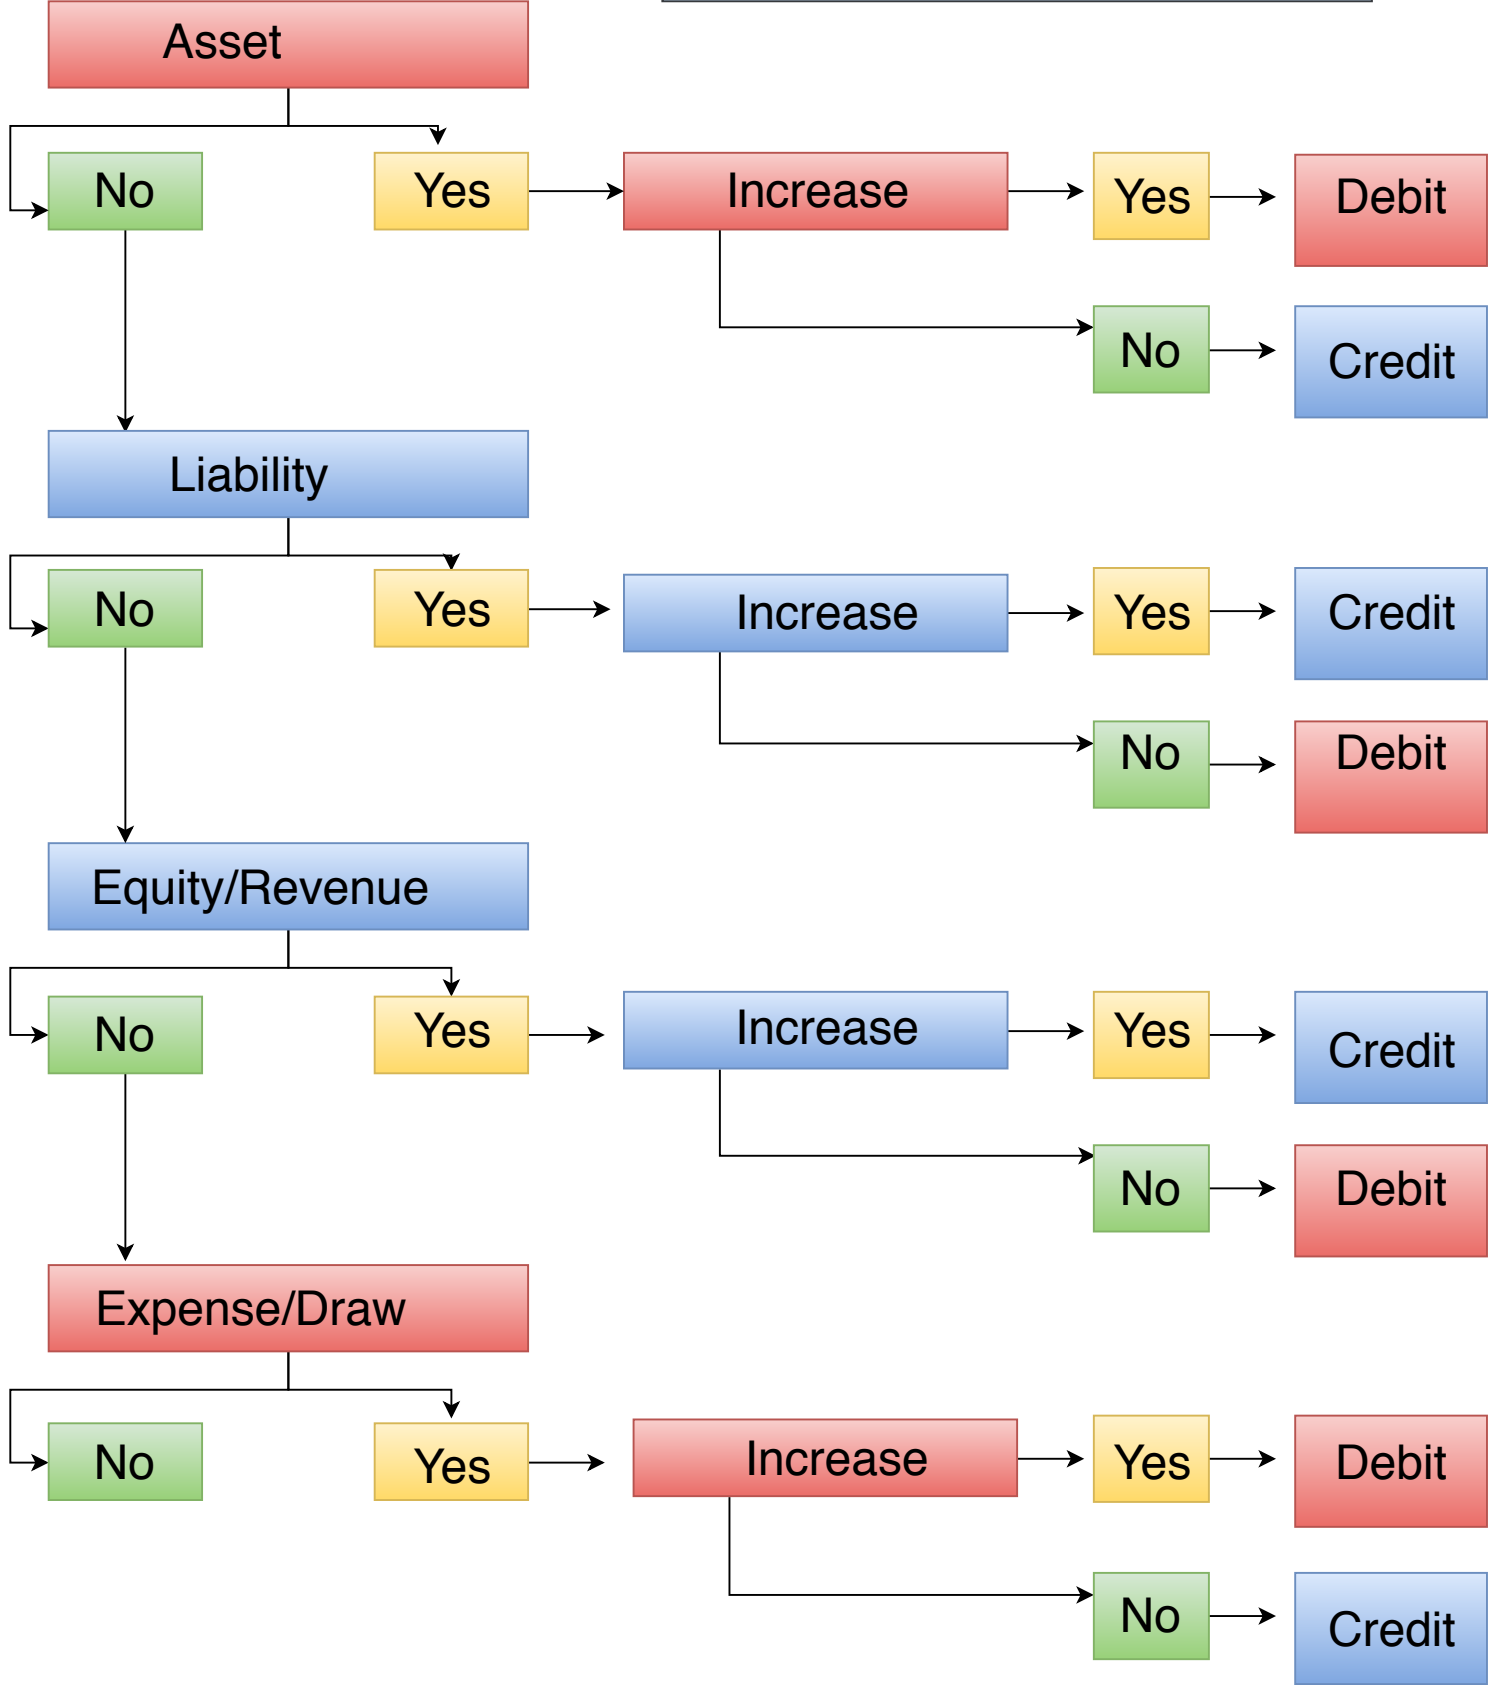 Asset
No
Yes
Increase
Yes
Debit
No
Credit
Liability
No
Yes
Increase
Yes
Credit
No
Debit
Equity/Revenue
No
Yes
Increase
Yes
Credit
No
Debit
Expense/Draw
No
Yes
Increase
Yes
Debit
No
Credit